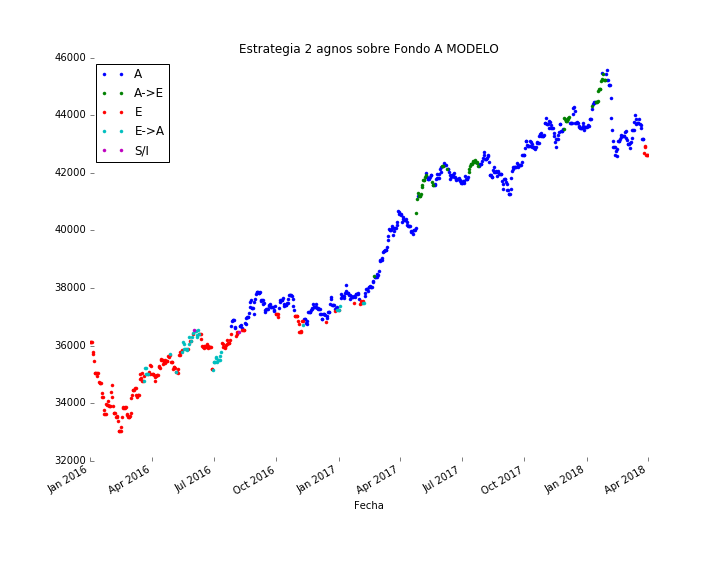 Estrategia 2 agnos sobre Fondo A MODELO
46000
44000
42000
40000
38000
36000
34000
32000
A
A->E
E
E->A
S/I
Jan 2016
Apr 2016
Jul 2016
Oct 2016
Jan 2017
Apr 2017
Jul 2017
Oct 2017
Jan 2018
Apr 2018
Fecha